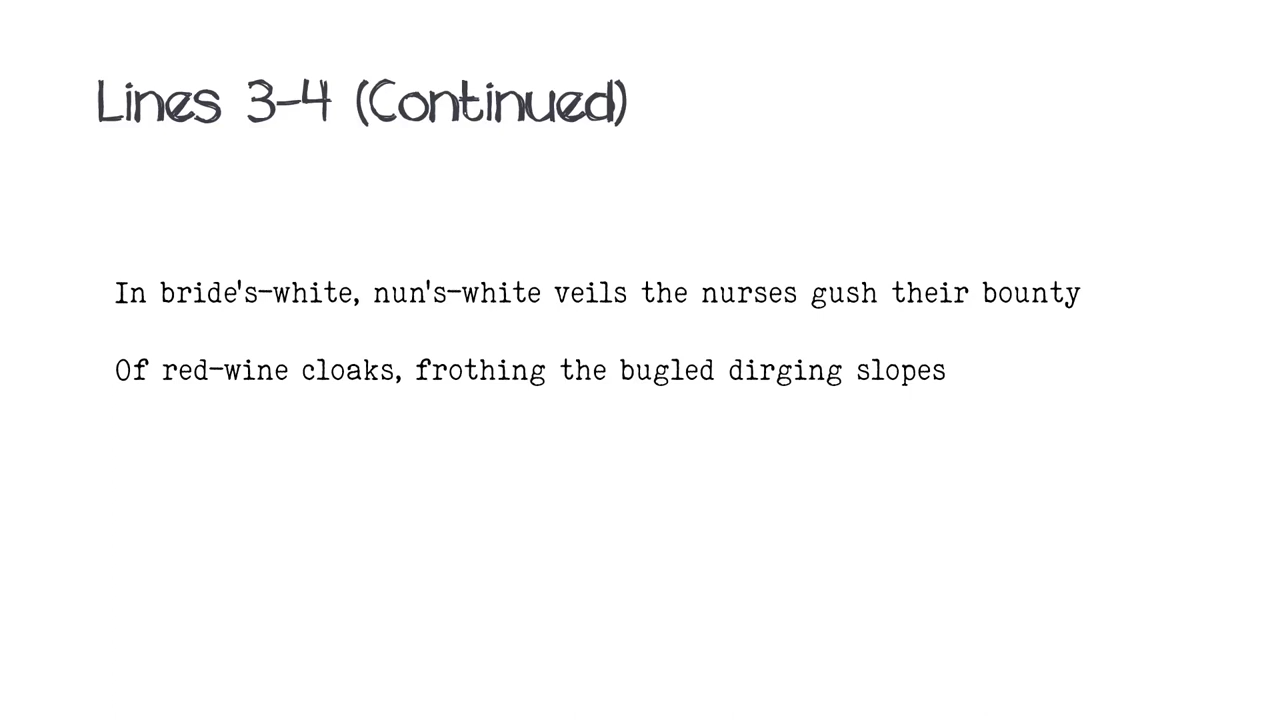 Lines 3-4 (Continued)
In bride's-white, nun's-white veils the nurses gush their bounty
Of red-wine cloaks, frothing the bugled dirging slopes